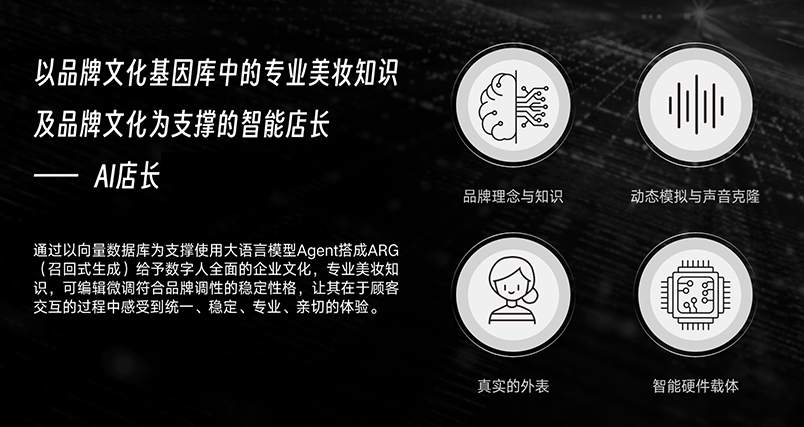 以品牌文化基因库中的专业美妆知识
及品牌文化为支撑的智能店长
—— AI店长
通过以向量数据库为支撑使用大语言模型Agent搭成ARG
（召回式生成）给予数字人全面的企业文化，专业美妆知
识，可编辑微调符合品牌调性的稳定性格，让其在于顾客
交互的过程中感受到统一、稳定、专业、亲切的体验。
品牌理念与知识
动态模拟与声音克隆
真实的外表
智能硬件载体